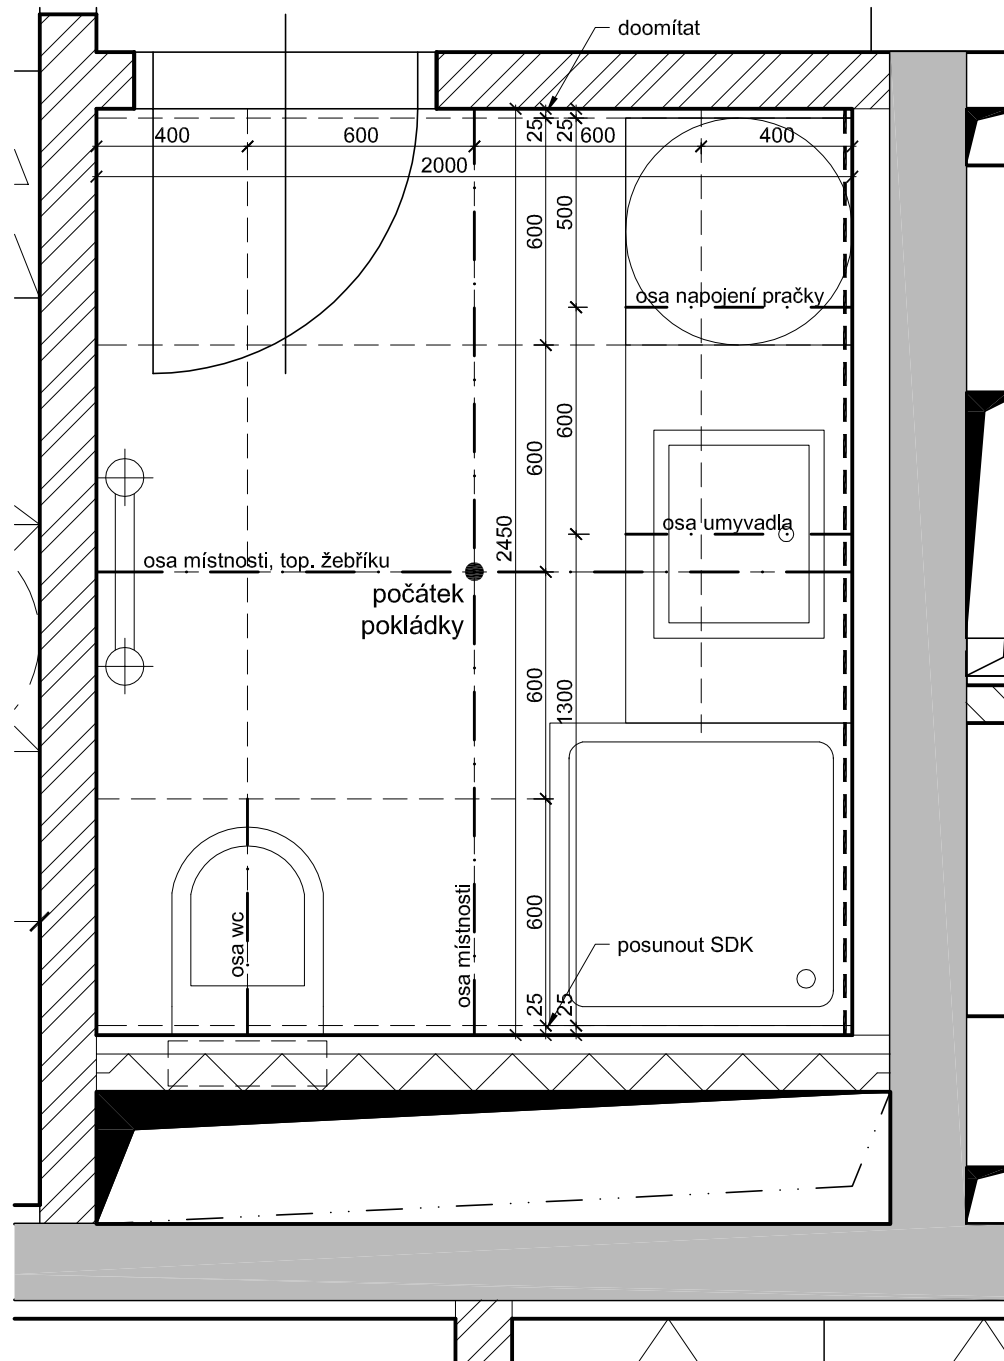 doomítat
400
600
25
25
600
400
2000
600
500
osa napojení pračky
600
600
2450
osa umyvadla
osa místnosti, top. žebříku
počátek
pokládky
600
1300
osa wc
osa místnosti
600
posunout SDK
25
25